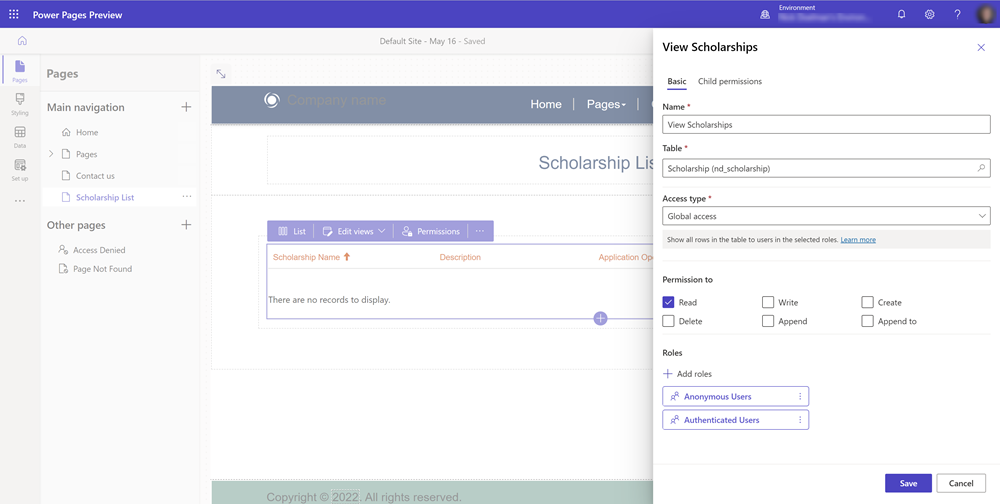 Power Pages Preview
Environment
Default Site - May 16 - Saved
Pages
Styling
Data
Set up
Pages
Main navigation
Home
Pages
Contact us
Scholarship List
Other pages
Access Denied
Page Not Found
Company name
Home
Pages
Scholarship Lis
List
Edit views
Permissions
Scholarship Name
Description
Application Ope
There are no records to display.
Copyright © 2022. All rights reserved.
View Scholarships
Basic
Child permissions
Name *
View Scholarships
Table *
Scholarship (nd_scholarship)
Access type *
Global access
Show all rows in the table to users in the selected roles. Learn more
Permission to
Read
Write
Create
Delete
Append
Append to
Roles
Add roles
Anonymous Users
Authenticated Users
Save
Cancel